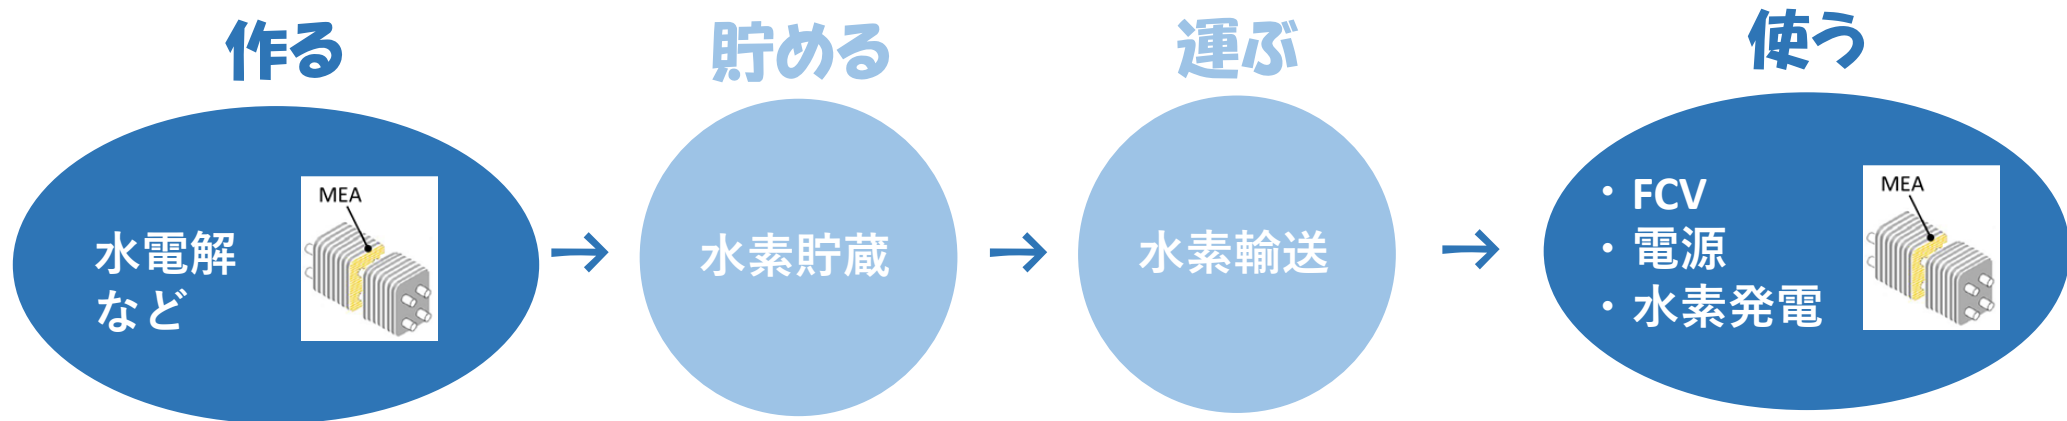 作る
貯める
運ぶ
使う
水電解
など
MEA
→
水素貯蔵
→
水素輸送
→
・FCV
・電源
・水素発電
MEA